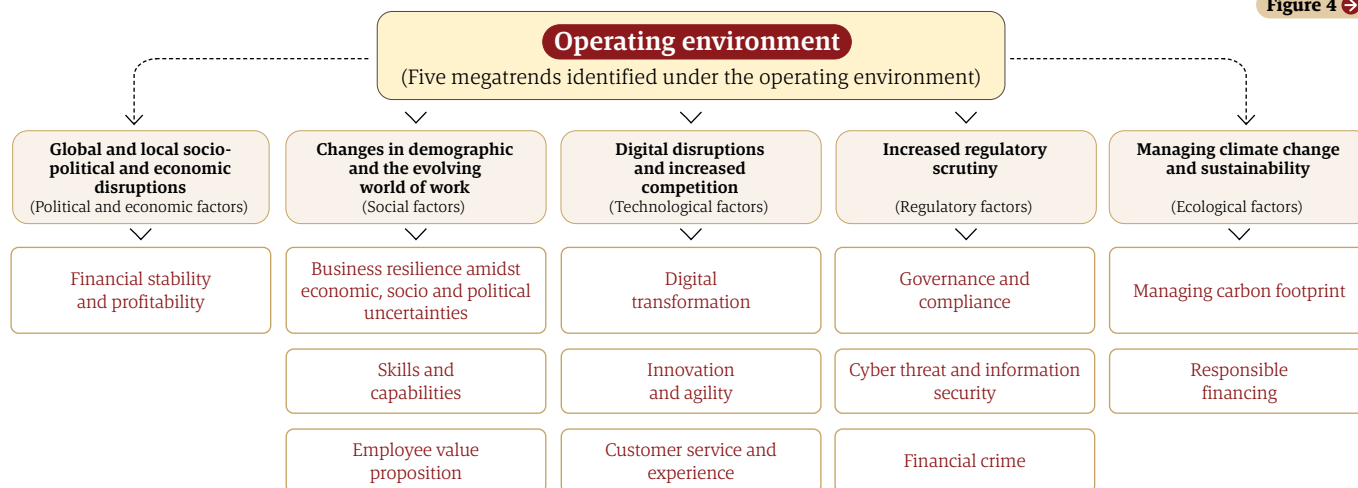 Figure 4
Operating environment
(Five megatrends identified under the operating environment)
Global and local socio-
political and economic
disruptions
(Political and economic factors)
Changes in demographic
and the evolving
world of work
(Social factors)
Digital disruptions
and increased
competition
(Technological factors)
Increased regulatory
scrutiny
(Regulatory factors)
Managing climate change
and sustainability
(Ecological factors)
Financial stability
and profitability
Business resilience amidst
economic, socio and political
uncertainties
Digital
transformation
Governance and
compliance
Managing carbon footprint
Skills and
capabilities
Innovation
and agility
Cyber threat and information
security
Responsible
financing
Employee value
proposition
Customer service and
experience
Financial crime